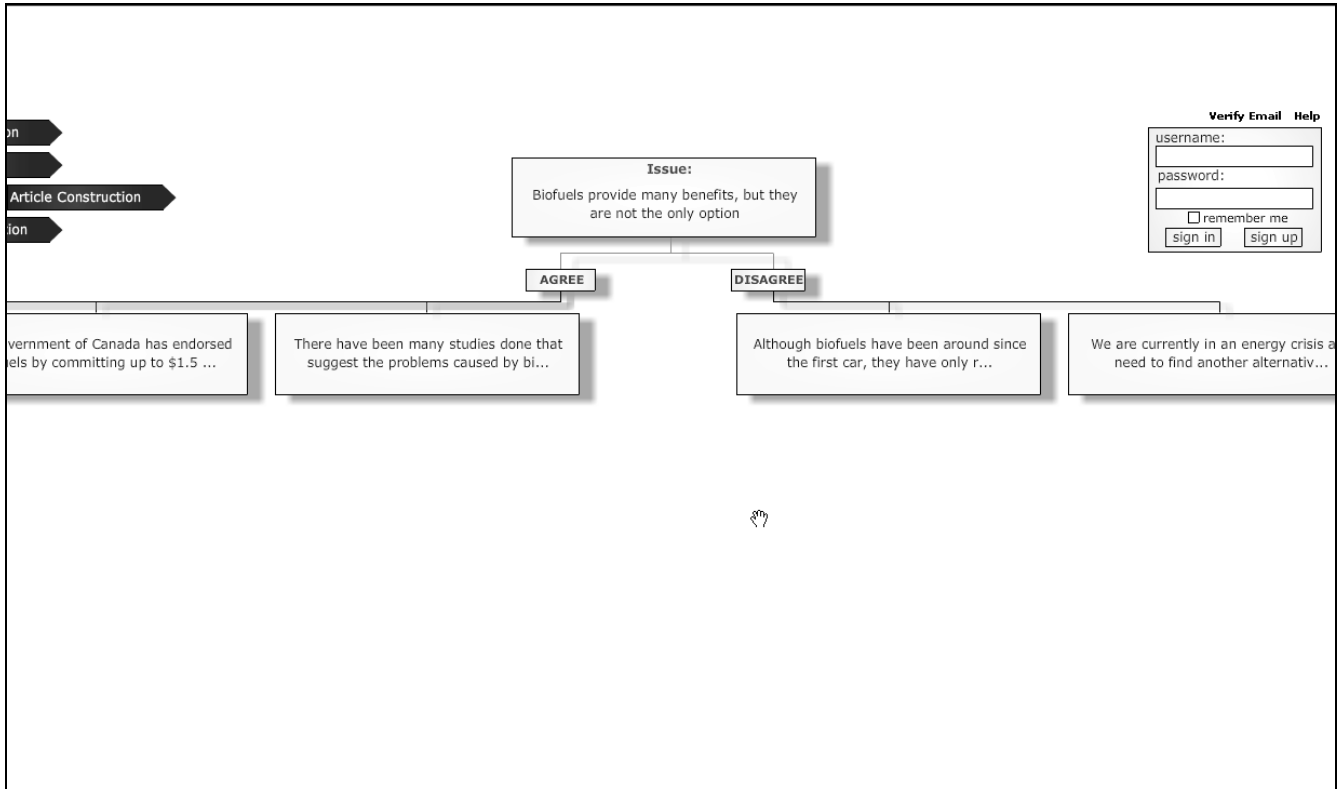 Verify Email Help
username:
password:
remember me
sign in sign up
on
Article Construction
ion
Issue:
Biofuels provide many benefits, but they
are not the only option
AGREE
DISAGREE
vernment of Canada has endorsed
els by committing up to $1.5 ...
There have been many studies done that
suggest the problems caused by bi...
Although biofuels have been around since
the first car, they have only r...
We are currently in an energy crisis a
need to find another alternativ...